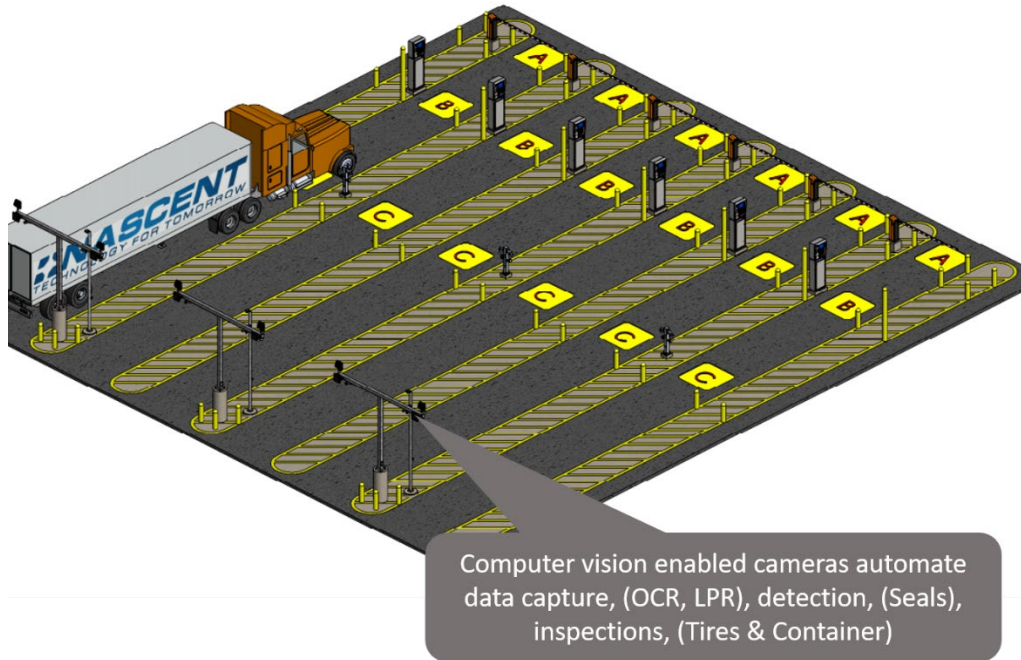 A
A
A
A
A
A
B
B
B
B
B
B
C
C
C
C
C
NASCENT
TECHNOLOGY FOR TOMORROW
Computer vision enabled cameras automate
data capture, (OCR, LPR), detection, (Seals),
inspections, (Tires & Container)